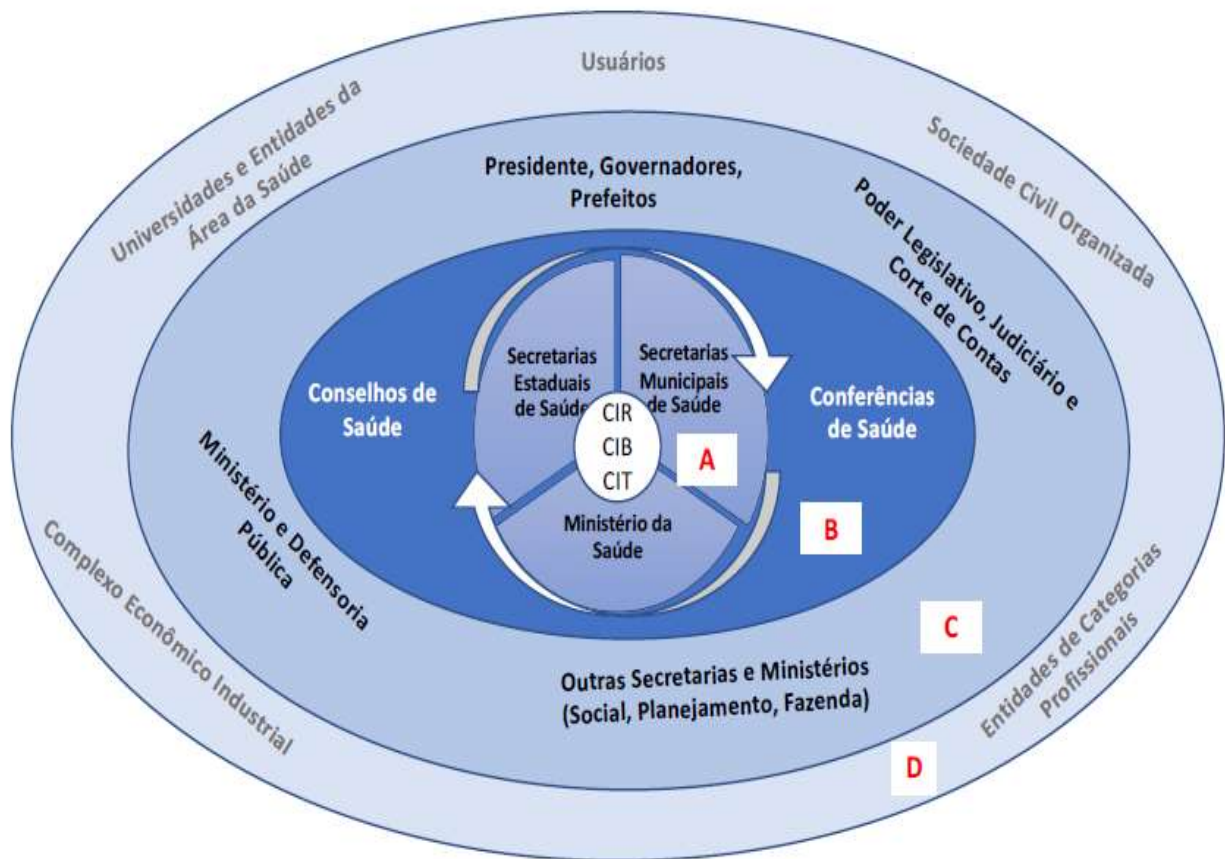 Usuários
Universidades e Entidades da
Área da Saúde
Sociedade Civil Organizada
Presidente, Governadores,
Prefeitos
Poder Legislativo, Judiciário e
Corte de Contas
Secretarias
Estaduais
de Saúde
Secretarias
Municipais
de Saúde
Conselhos de
Saúde
Conferências
de Saúde
CIR
CIB
CIT
A
Ministério da
Saúde
B
Ministério e Defensoria
Pública
Complexo Econômico Industrial
C
Outras Secretarias e Ministérios
(Social, Planejamento, Fazenda)
Entidades de Categorias
Profissionais
D